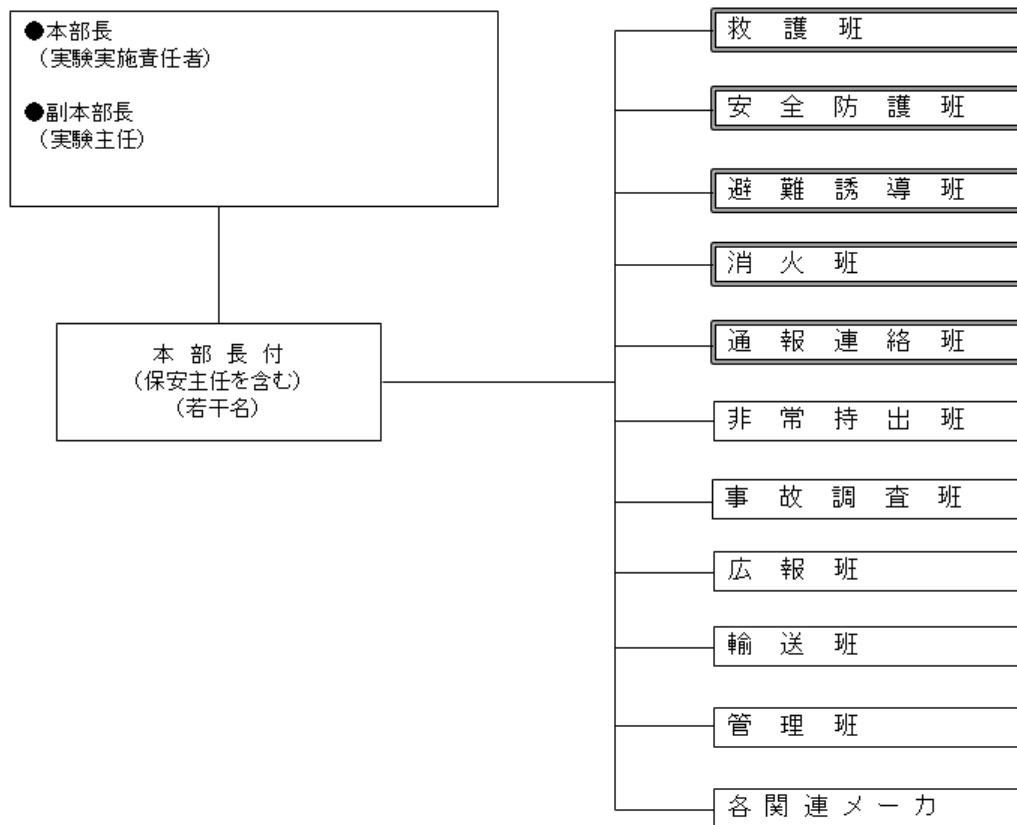 ●本部長
(実験実施責任者)
●副本部長
(実験主任)
本部長付
(保安主任を含む)
(若干名)
救護班
安全防護班
避難誘導班
消火班
通報連絡班
非常持出班
事故調査班
広報班
輸送班
管理班
各関連メーカ